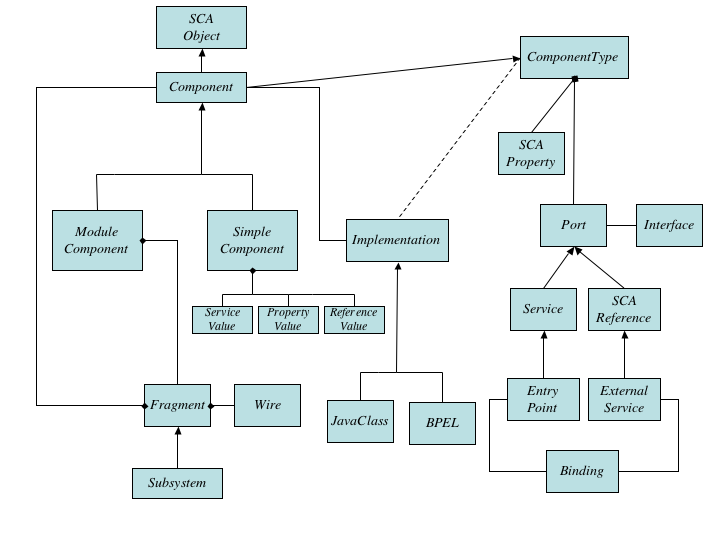 SCA
Object
ComponentType
Component
SCA
Property
Module
Component
Simple
Component
Implementation
Port
Interface
Service
Value
Property
Value
Reference
Value
Service
SCA
Reference
Fragment
Wire
JavaClass
BPEL
Entry
Point
External
Service
Subsystem
Binding